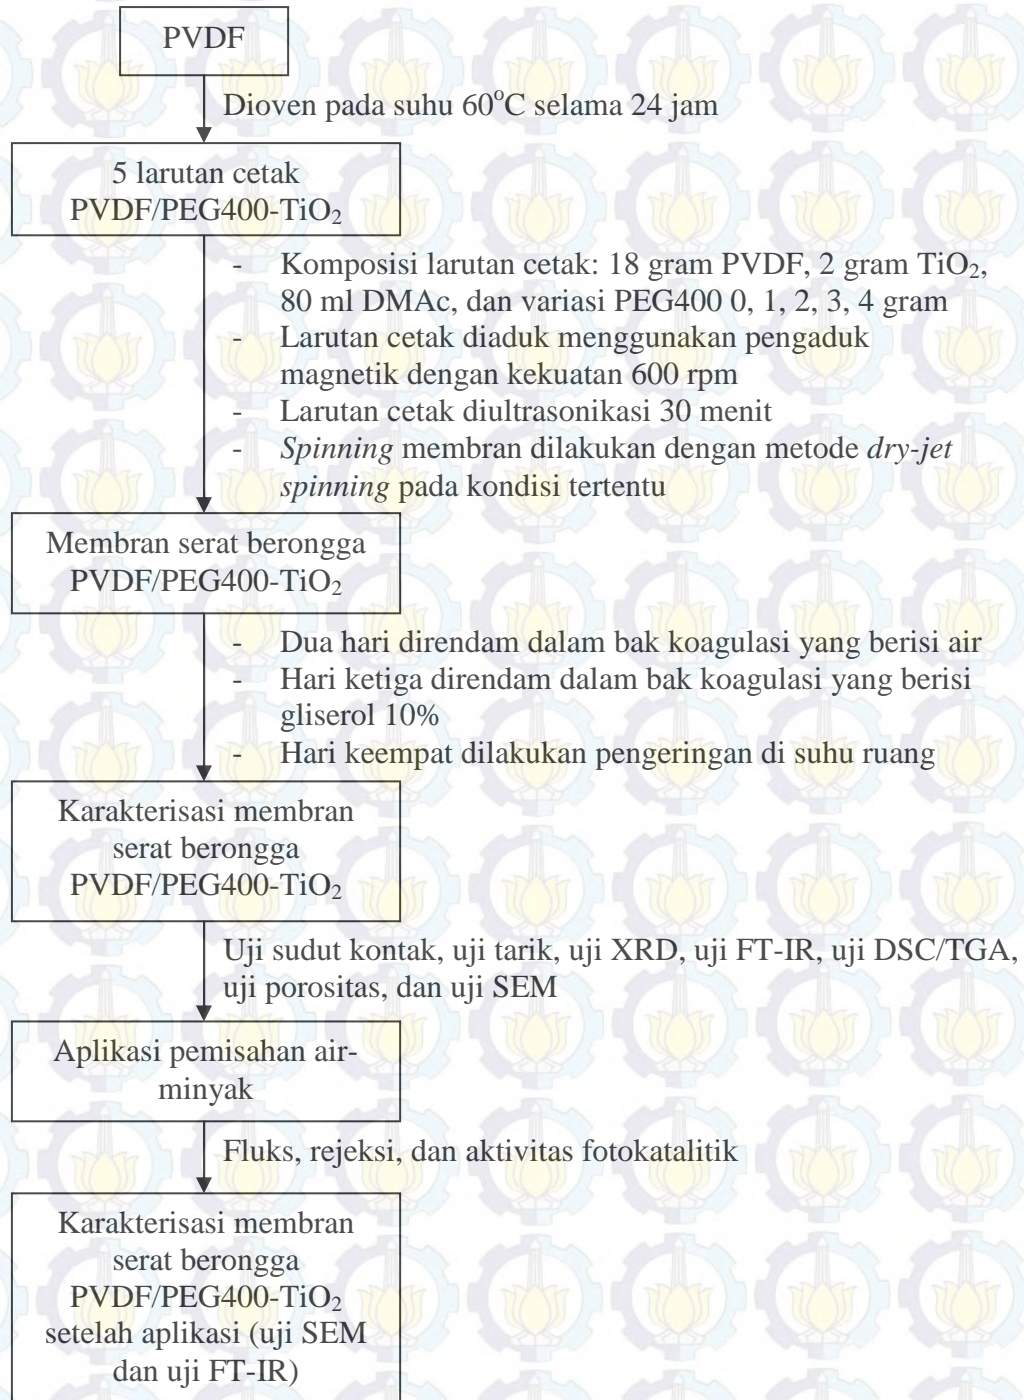 PVDF
Dioven pada suhu 60°C selama 24 jam
5 larutan cetak
PVDF/PEG400-TiO₂
- Komposisi larutan cetak: 18 gram PVDF, 2 gram TiO₂,
80 ml DMAc, dan variasi PEG400 0, 1, 2, 3, 4 gram
- Larutan cetak diaduk menggunakan pengaduk
magnetik dengan kekuatan 600 rpm
- Larutan cetak diultrasonikasi 30 menit
- Spinning membran dilakukan dengan metode dry-jet
spinning pada kondisi tertentu
Membran serat berongga
PVDF/PEG400-TiO₂
- Dua hari direndam dalam bak koagulasi yang berisi air
- Hari ketiga direndam dalam bak koagulasi yang berisi
gliserol 10%
- Hari keempat dilakukan pengeringan di suhu ruang
Karakterisasi membran
serat berongga
PVDF/PEG400-TiO₂
Uji sudut kontak, uji tarik, uji XRD, uji FT-IR, uji DSC/TGA,
uji porositas, dan uji SEM
Aplikasi pemisahan air-
minyak
Fluks, rejeksi, dan aktivitas fotokatalitik
Karakterisasi membran
serat berongga
PVDF/PEG400-TiO₂
setelah aplikasi (uji SEM
dan uji FT-IR)